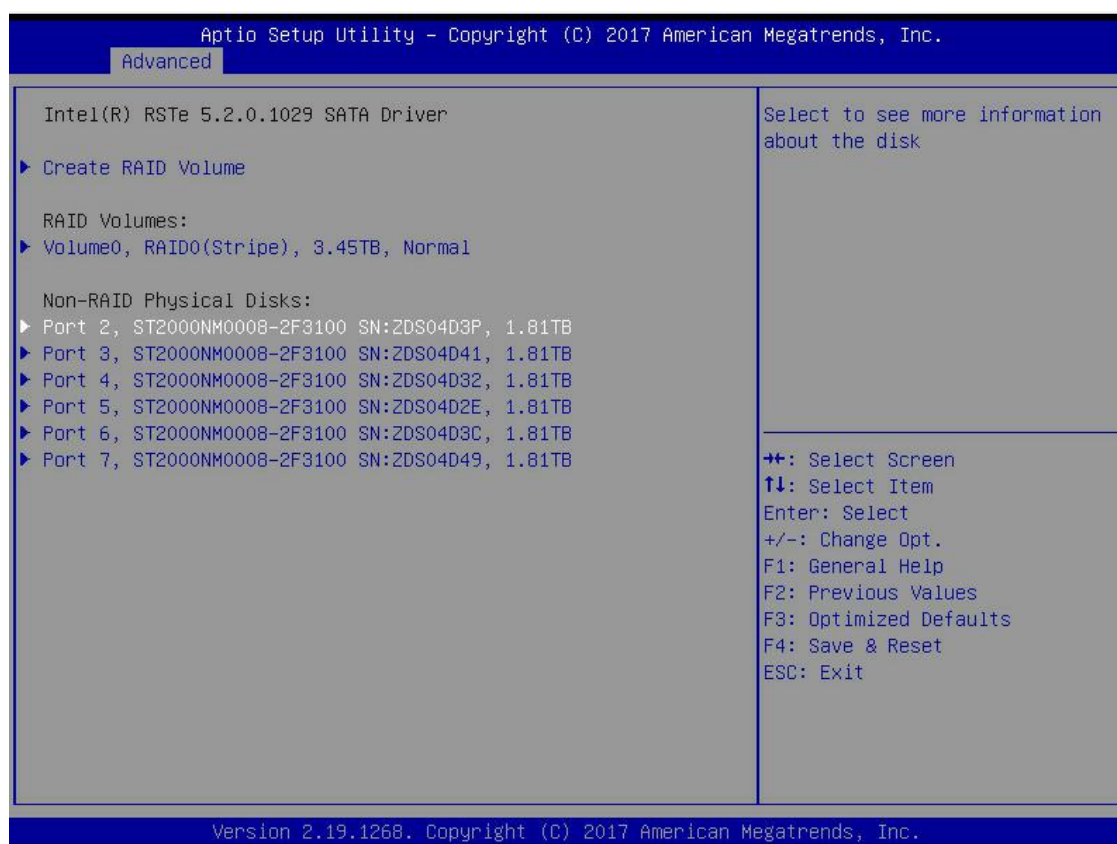 Aptio Setup Utility – Copyright (C) 2017 American Megatrends, Inc.
Advanced
Intel(R) RSTe 5.2.0.1029 SATA Driver
▶ Create RAID Volume
RAID Volumes:
▶ Volume0, RAID0(Stripe), 3.45TB, Normal
Non-RAID Physical Disks:
▶ Port 2, ST2000NM0008-2F3100 SN:ZDS04D3P, 1.81TB
▶ Port 3, ST2000NM0008-2F3100 SN:ZDS04D41, 1.81TB
▶ Port 4, ST2000NM0008-2F3100 SN:ZDS04D32, 1.81TB
▶ Port 5, ST2000NM0008-2F3100 SN:ZDS04D2E, 1.81TB
▶ Port 6, ST2000NM0008-2F3100 SN:ZDS04D3C, 1.81TB
▶ Port 7, ST2000NM0008-2F3100 SN:ZDS04D49, 1.81TB
Select to see more information
about the disk
→←: Select Screen
↑↓: Select Item
Enter: Select
+/-: Change Opt.
F1: General Help
F2: Previous Values
F3: Optimized Defaults
F4: Save & Reset
ESC: Exit
Version 2.19.1268. Copyright (C) 2017 American Megatrends, Inc.